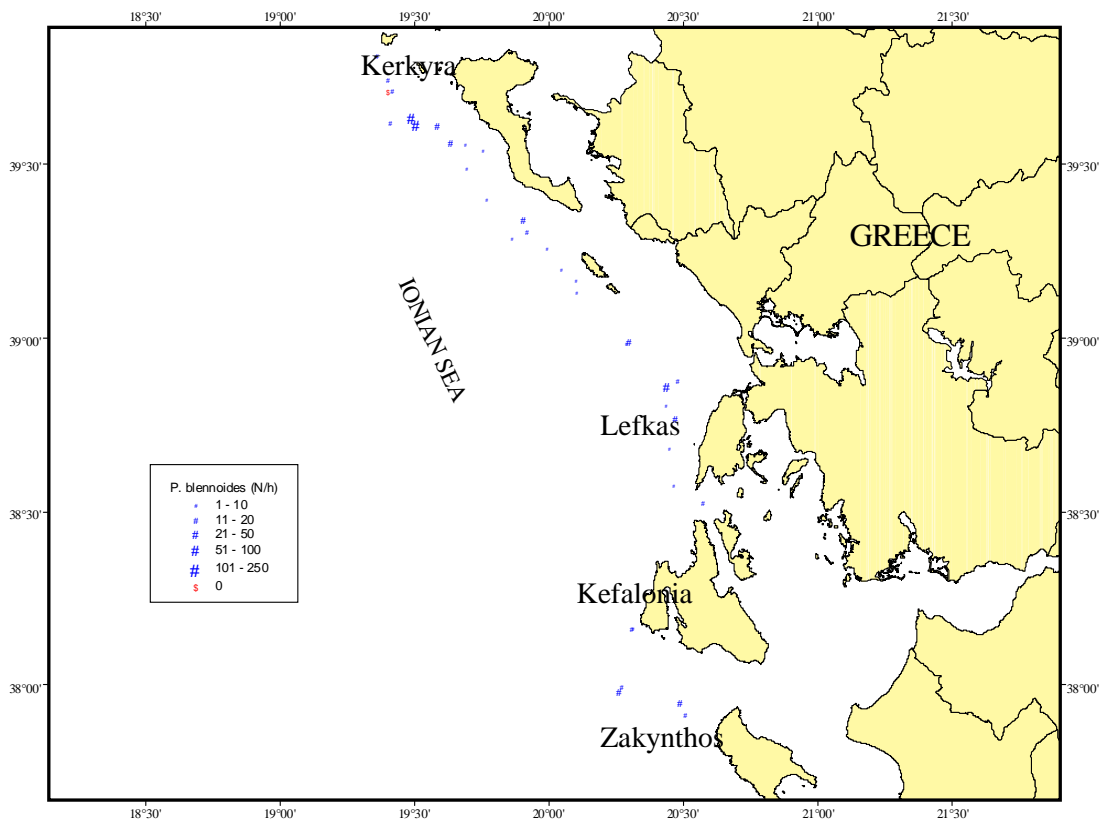 18°30' 19°00' 19°30' 20°00' 20°30' 21°00' 21°30'
Kerkyra
39°30' 39°30'
GREECE
IONIAN SEA
39°00' 39°00'
Lefkas
P. blennoides (N/h)
# 1 - 10
# 11 - 20
# 21 - 50
# 51 - 100
# 101 - 250
$ 0
38°30' 38°30'
Kefalonia
38°00' 38°00'
Zakynthos
18°30' 19°00' 19°30' 20°00' 20°30' 21°00' 21°30'